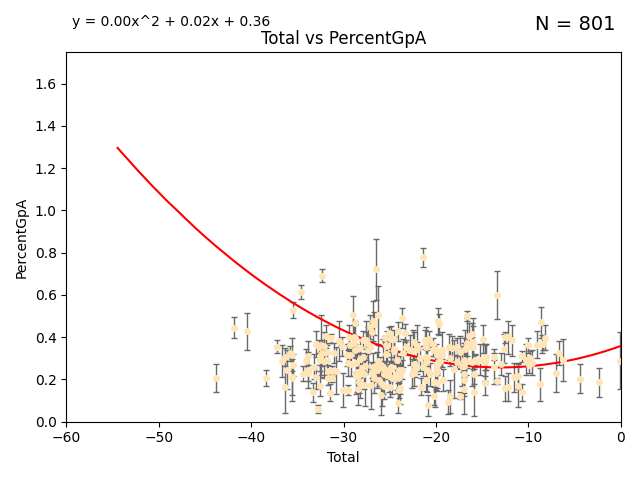 y = 0.00x^2 + 0.02x + 0.36
N = 801
Total vs PercentGpA
PercentGpA
1.6
1.4
1.2
1.0
0.8
0.6
0.4
0.2
0.0
−60 −50 −40 −30 −20 −10 0
Total